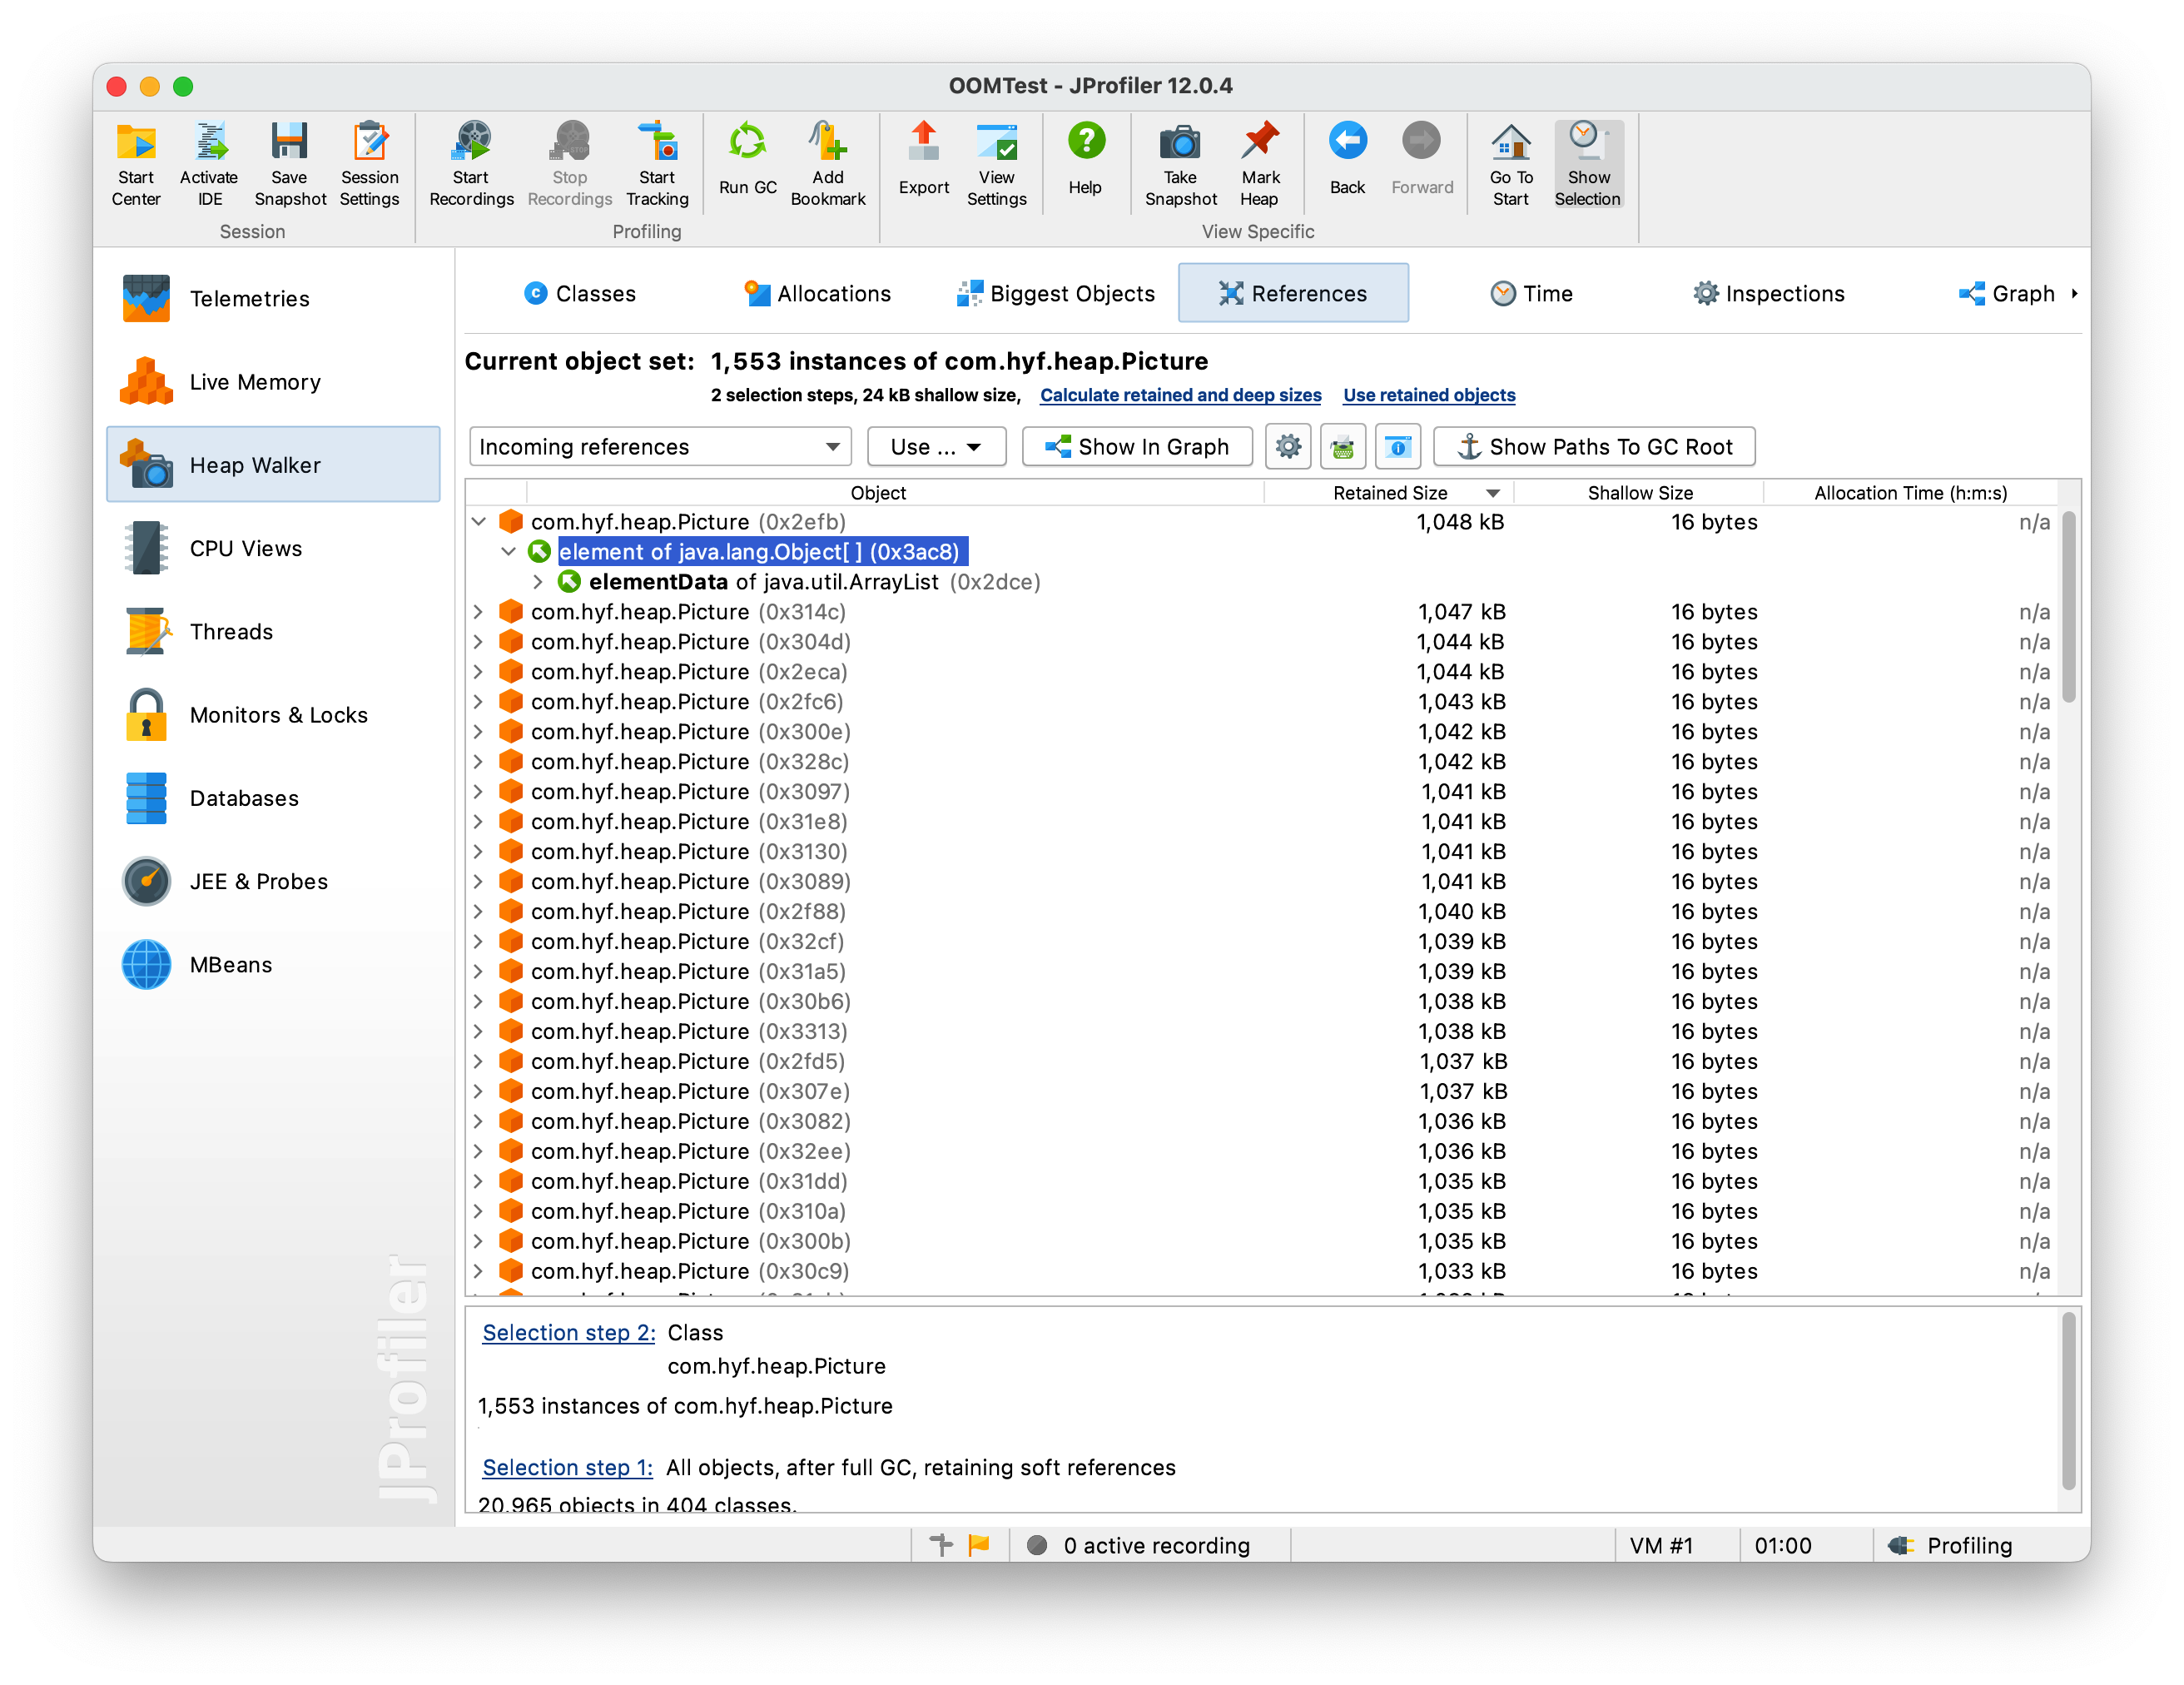 OOMTest - JProfiler 12.0.4
Start Center
Activate IDE
Save Snapshot
Session Settings
Start Recordings
Stop Recordings
Start Tracking
Run GC
Add Bookmark
Export
View Settings
Help
Take Snapshot
Mark Heap
Back
Forward
Go To Start
Show Selection
Session
Profiling
View Specific
Telemetries
Live Memory
Heap Walker
CPU Views
Threads
Monitors & Locks
Databases
JEE & Probes
MBeans
JProfiler
Classes
Allocations
Biggest Objects
References
Time
Inspections
Graph
Current object set: 1,553 instances of com.hyf.heap.Picture
2 selection steps, 24 kB shallow size, Calculate retained and deep sizes Use retained objects
Incoming references
Use ...
Show In Graph
Show Paths To GC Root
Object Retained Size Shallow Size Allocation Time (h:m:s)
com.hyf.heap.Picture (0x2efb) 1,048 kB 16 bytes n/a
element of java.lang.Object[ ] (0x3ac8)
elementData of java.util.ArrayList (0x2dce)
com.hyf.heap.Picture (0x314c) 1,047 kB 16 bytes n/a
com.hyf.heap.Picture (0x304d) 1,044 kB 16 bytes n/a
com.hyf.heap.Picture (0x2eca) 1,044 kB 16 bytes n/a
com.hyf.heap.Picture (0x2fc6) 1,043 kB 16 bytes n/a
com.hyf.heap.Picture (0x300e) 1,042 kB 16 bytes n/a
com.hyf.heap.Picture (0x328c) 1,042 kB 16 bytes n/a
com.hyf.heap.Picture (0x3097) 1,041 kB 16 bytes n/a
com.hyf.heap.Picture (0x31e8) 1,041 kB 16 bytes n/a
com.hyf.heap.Picture (0x3130) 1,041 kB 16 bytes n/a
com.hyf.heap.Picture (0x3089) 1,041 kB 16 bytes n/a
com.hyf.heap.Picture (0x2f88) 1,040 kB 16 bytes n/a
com.hyf.heap.Picture (0x32cf) 1,039 kB 16 bytes n/a
com.hyf.heap.Picture (0x31a5) 1,039 kB 16 bytes n/a
com.hyf.heap.Picture (0x30b6) 1,038 kB 16 bytes n/a
com.hyf.heap.Picture (0x3313) 1,038 kB 16 bytes n/a
com.hyf.heap.Picture (0x2fd5) 1,037 kB 16 bytes n/a
com.hyf.heap.Picture (0x307e) 1,037 kB 16 bytes n/a
com.hyf.heap.Picture (0x3082) 1,036 kB 16 bytes n/a
com.hyf.heap.Picture (0x32ee) 1,036 kB 16 bytes n/a
com.hyf.heap.Picture (0x31dd) 1,035 kB 16 bytes n/a
com.hyf.heap.Picture (0x310a) 1,035 kB 16 bytes n/a
com.hyf.heap.Picture (0x300b) 1,035 kB 16 bytes n/a
com.hyf.heap.Picture (0x30c9) 1,033 kB 16 bytes n/a
Selection step 2: Class
com.hyf.heap.Picture
1,553 instances of com.hyf.heap.Picture
Selection step 1: All objects, after full GC, retaining soft references
20,965 objects in 404 classes.
0 active recording
VM #1
01:00
Profiling